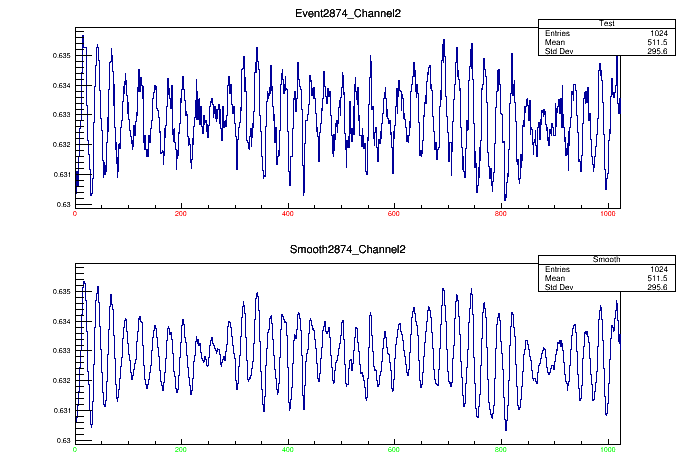 Event2874_Channel2
Test
Entries 1024
Mean 511.5
Std Dev 295.6
0.635
0.634
0.633
0.632
0.631
0.63
0 200 400 600 800 1000
Smooth2874_Channel2
Smooth
Entries 1024
Mean 511.5
Std Dev 295.6
0.635
0.634
0.633
0.632
0.631
0.63
0 200 400 600 800 1000